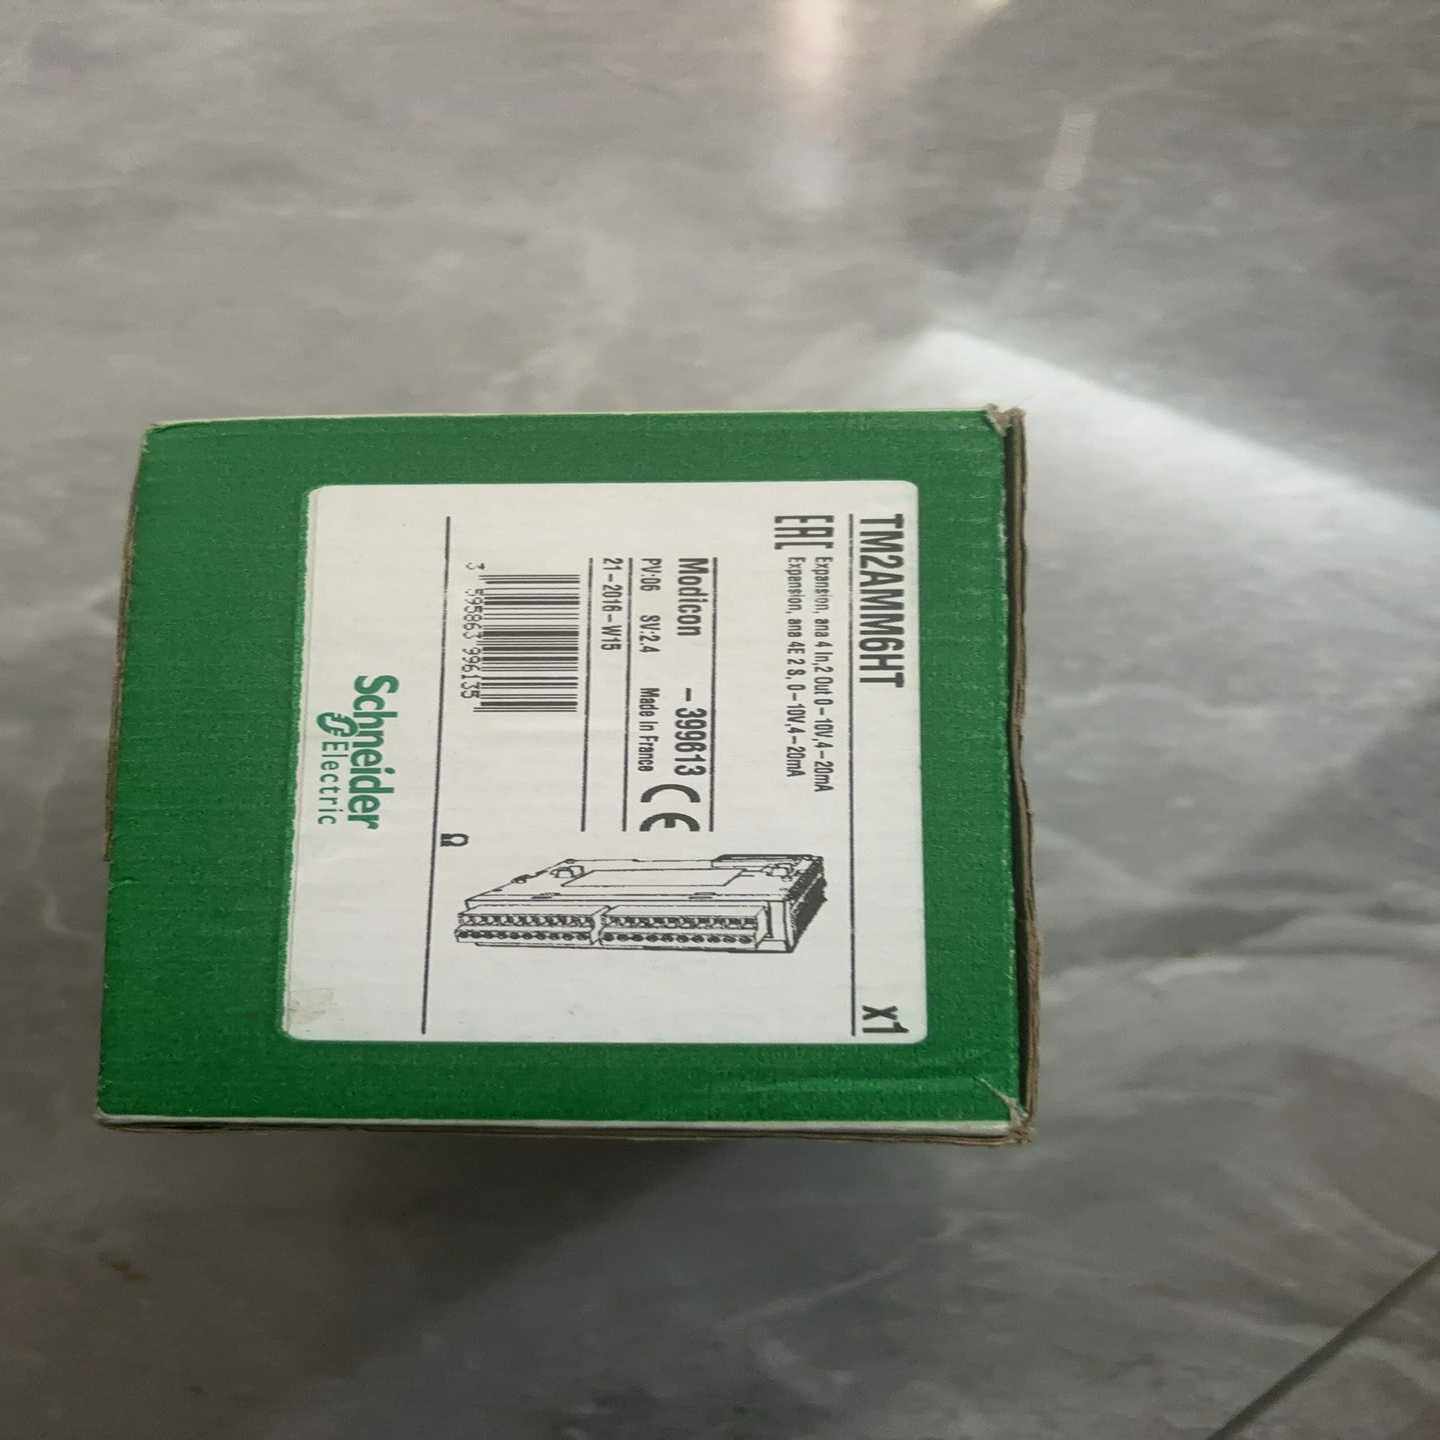 TM2AMM6HT x1
EAC
Expansion, ana 4 In,2 Out 0-10V,4-20mA
Expansion, ana 4E 2 S, 0-10V,4-20mA
Modicon - 399613
PV:06 SV:2.4 Made in France CE
21-2016-W15
3 595863 996135
Schneider
Electric